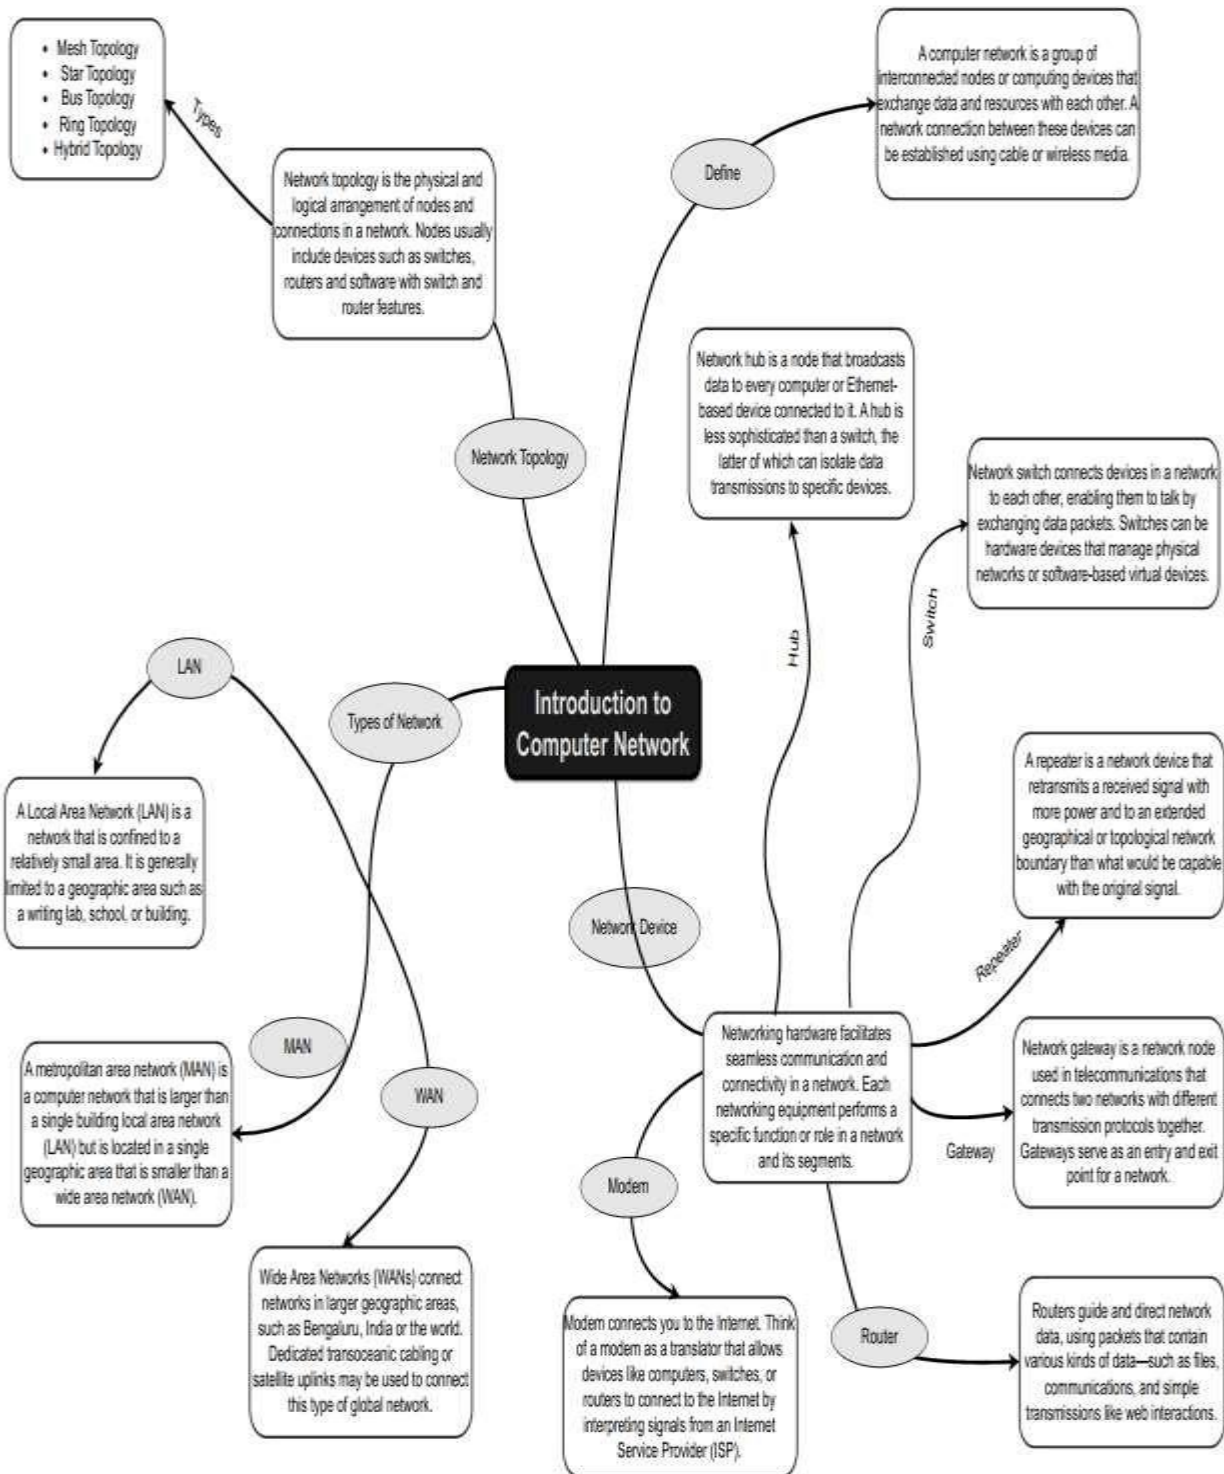 • Mesh Topology
• Star Topology
• Bus Topology
• Ring Topology
• Hybrid Topology
Types
Network topology is the physical and
logical arrangement of nodes and
connections in a network. Nodes usually
include devices such as switches,
routers and software with switch and
router features.
Network Topology
Define
A computer network is a group of
interconnected nodes or computing devices that
exchange data and resources with each other. A
network connection between these devices can
be established using cable or wireless media.
Network hub is a node that broadcasts
data to every computer or Ethernet-
based device connected to it. A hub is
less sophisticated than a switch, the
latter of which can isolate data
transmissions to specific devices.
Hub
Network switch connects devices in a network
to each other, enabling them to talk by
exchanging data packets. Switches can be
hardware devices that manage physical
networks or software-based virtual devices.
Switch
Introduction to
Computer Network
Types of Network
LAN
A Local Area Network (LAN) is a
network that is confined to a
relatively small area. It is generally
limited to a geographic area such as
a writing lab, school, or building.
MAN
A metropolitan area network (MAN) is
a computer network that is larger than
a single building local area network
(LAN) but is located in a single
geographic area that is smaller than a
wide area network (WAN).
WAN
Wide Area Networks (WANs) connect
networks in larger geographic areas,
such as Bengaluru, India or the world.
Dedicated transoceanic cabling or
satellite uplinks may be used to connect
this type of global network.
Network Device
Networking hardware facilitates
seamless communication and
connectivity in a network. Each
networking equipment performs a
specific function or role in a network
and its segments.
Repeater
A repeater is a network device that
retransmits a received signal with
more power and to an extended
geographical or topological network
boundary than what would be capable
with the original signal.
Gateway
Network gateway is a network node
used in telecommunications that
connects two networks with different
transmission protocols together.
Gateways serve as an entry and exit
point for a network.
Modem
Modem connects you to the Internet. Think
of a modem as a translator that allows
devices like computers, switches, or
routers to connect to the Internet by
interpreting signals from an Internet
Service Provider (ISP).
Router
Routers guide and direct network
data, using packets that contain
various kinds of data—such as files,
communications, and simple
transmissions like web interactions.